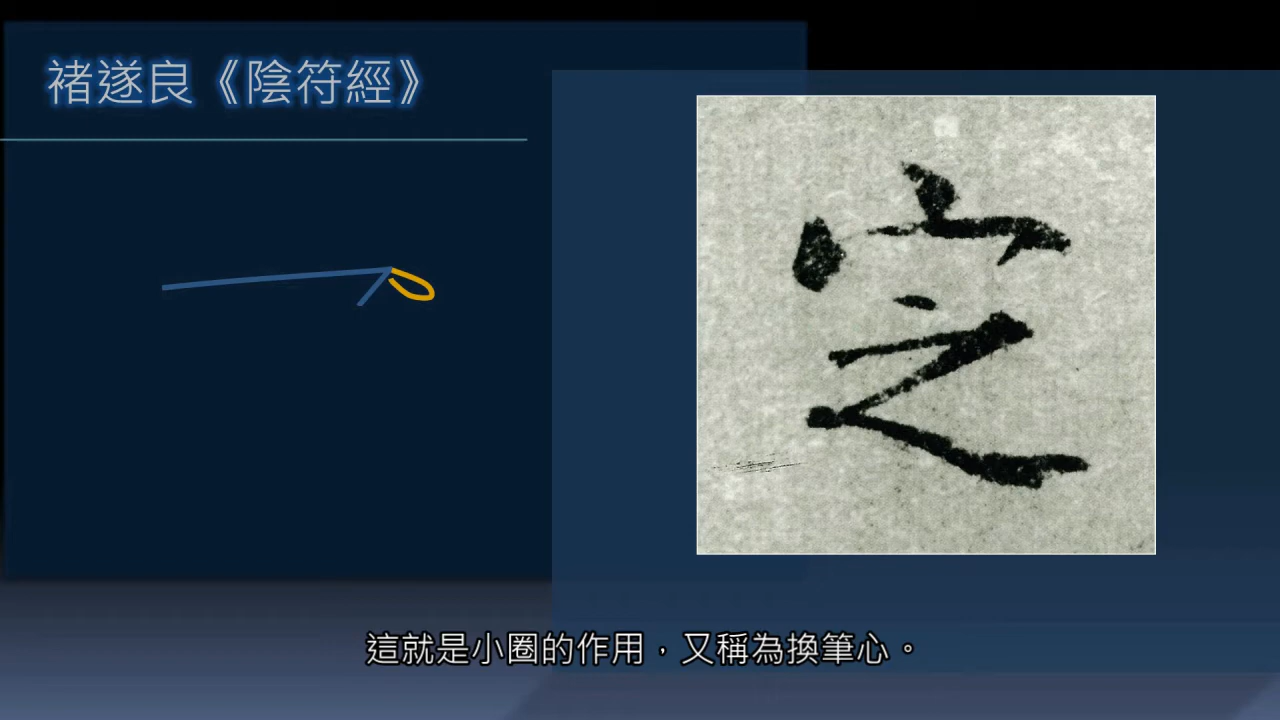 褚遂良《陰符經》
定
這就是小圈的作用，又稱為換筆心。